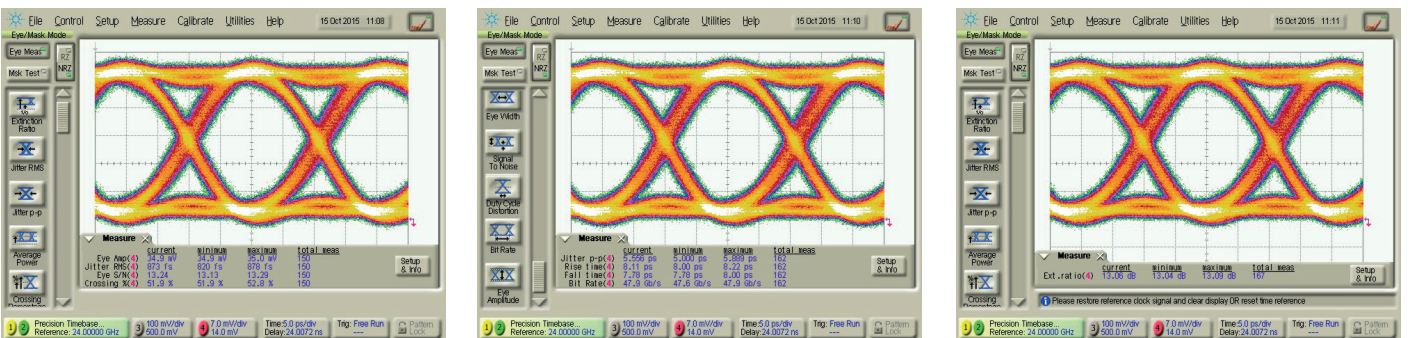 File Control Setup Measure Calibrate Utilities Help 15 Oct 2015 11:08
Eye/Mask Mode
Eye Meas
Msk Test
RZ
NRZ
Extinction
Ratio
Jitter RMS
Jitter p-p
Average
Power
Crossing
Percentage
Measure
current minimum maximum total meas
Eye Amp(4) 34.9 mV 34.9 mV 35.0 mV 150
Jitter RMS(4) 873 fs 820 fs 878 fs 150
Eye S/N(4) 13.24 13.13 13.29 150
Crossing %(4) 51.9 % 51.9 % 52.8 % 150
Setup
& Info
1 2 Precision Timebase...
Reference: 24.00000 GHz
3 100 mV/div
500.0 mV
4 7.0 mV/div
14.0 mV
Time:5.0 ps/div
Delay:24.0072 ns
Trig: Free Run
----
Pattern
Lock
File Control Setup Measure Calibrate Utilities Help 15 Oct 2015 11:10
Eye/Mask Mode
Eye Meas
Msk Test
RZ
NRZ
Eye Width
Signal
To Noise
Duty Cycle
Distortion
Bit Rate
Eye
Amplitude
Measure
current minimum maximum total meas
Jitter p-p(4) 5.556 ps 5.000 ps 5.889 ps 162
Rise time(4) 8.11 ps 8.00 ps 8.22 ps 162
Fall time(4) 7.78 ps 7.78 ps 8.00 ps 162
Bit Rate(4) 47.9 Gb/s 47.6 Gb/s 47.9 Gb/s 162
Setup
& Info
1 2 Precision Timebase...
Reference: 24.00000 GHz
3 100 mV/div
500.0 mV
4 7.0 mV/div
14.0 mV
Time:5.0 ps/div
Delay:24.0072 ns
Trig: Free Run
----
Pattern
Lock
File Control Setup Measure Calibrate Utilities Help 15 Oct 2015 11:11
Eye/Mask Mode
Eye Meas
Msk Test
RZ
NRZ
Extinction
Ratio
Jitter RMS
Jitter p-p
Average
Power
Crossing
Percentage
Measure
current minimum maximum total meas
Ext.ratio(4) 13.06 dB 13.04 dB 13.09 dB 167
Setup
& Info
Please restore reference clock signal and clear display OR reset time reference
1 2 Precision Timebase...
Reference: 24.00000 GHz
3 100 mV/div
500.0 mV
4 7.0 mV/div
14.0 mV
Time:5.0 ps/div
Delay:24.0072 ns
Trig: Free Run
----
Pattern
Lock